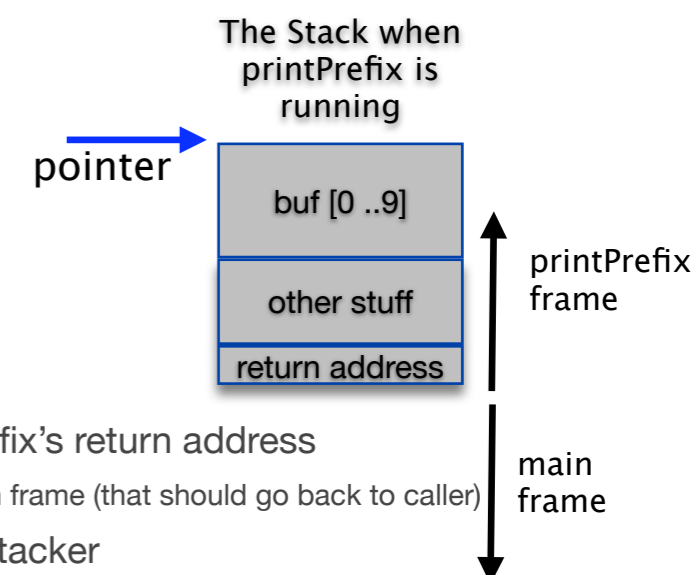 The Stack when
printPrefix is
running
pointer
buf [0 ..9]
other stuff
return address
printPrefix
frame
fix's return address
frame (that should go back to caller)
main
frame
tacker